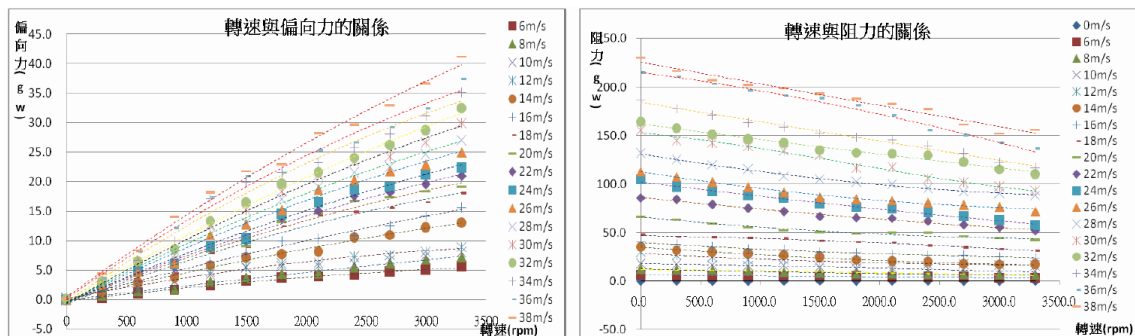 轉速與偏向力的關係
偏向力(gw)
45.0
40.0
35.0
30.0
25.0
20.0
15.0
10.0
5.0
0.0
-5.0
0
500
1000
1500
2000
2500
3000
3500
轉速(rpm)
6m/s
8m/s
10m/s
12m/s
14m/s
16m/s
18m/s
20m/s
22m/s
24m/s
26m/s
28m/s
30m/s
32m/s
34m/s
36m/s
38m/s
轉速與阻力的關係
阻力(gw)
250.0
200.0
150.0
100.0
50.0
0.0
-50.0
0.0
500.0
1000.0
1500.0
2000.0
2500.0
3000.0
3500.0
轉速(rpm)
0m/s
6m/s
8m/s
10m/s
12m/s
14m/s
16m/s
18m/s
20m/s
22m/s
24m/s
26m/s
28m/s
30m/s
32m/s
34m/s
36m/s
38m/s